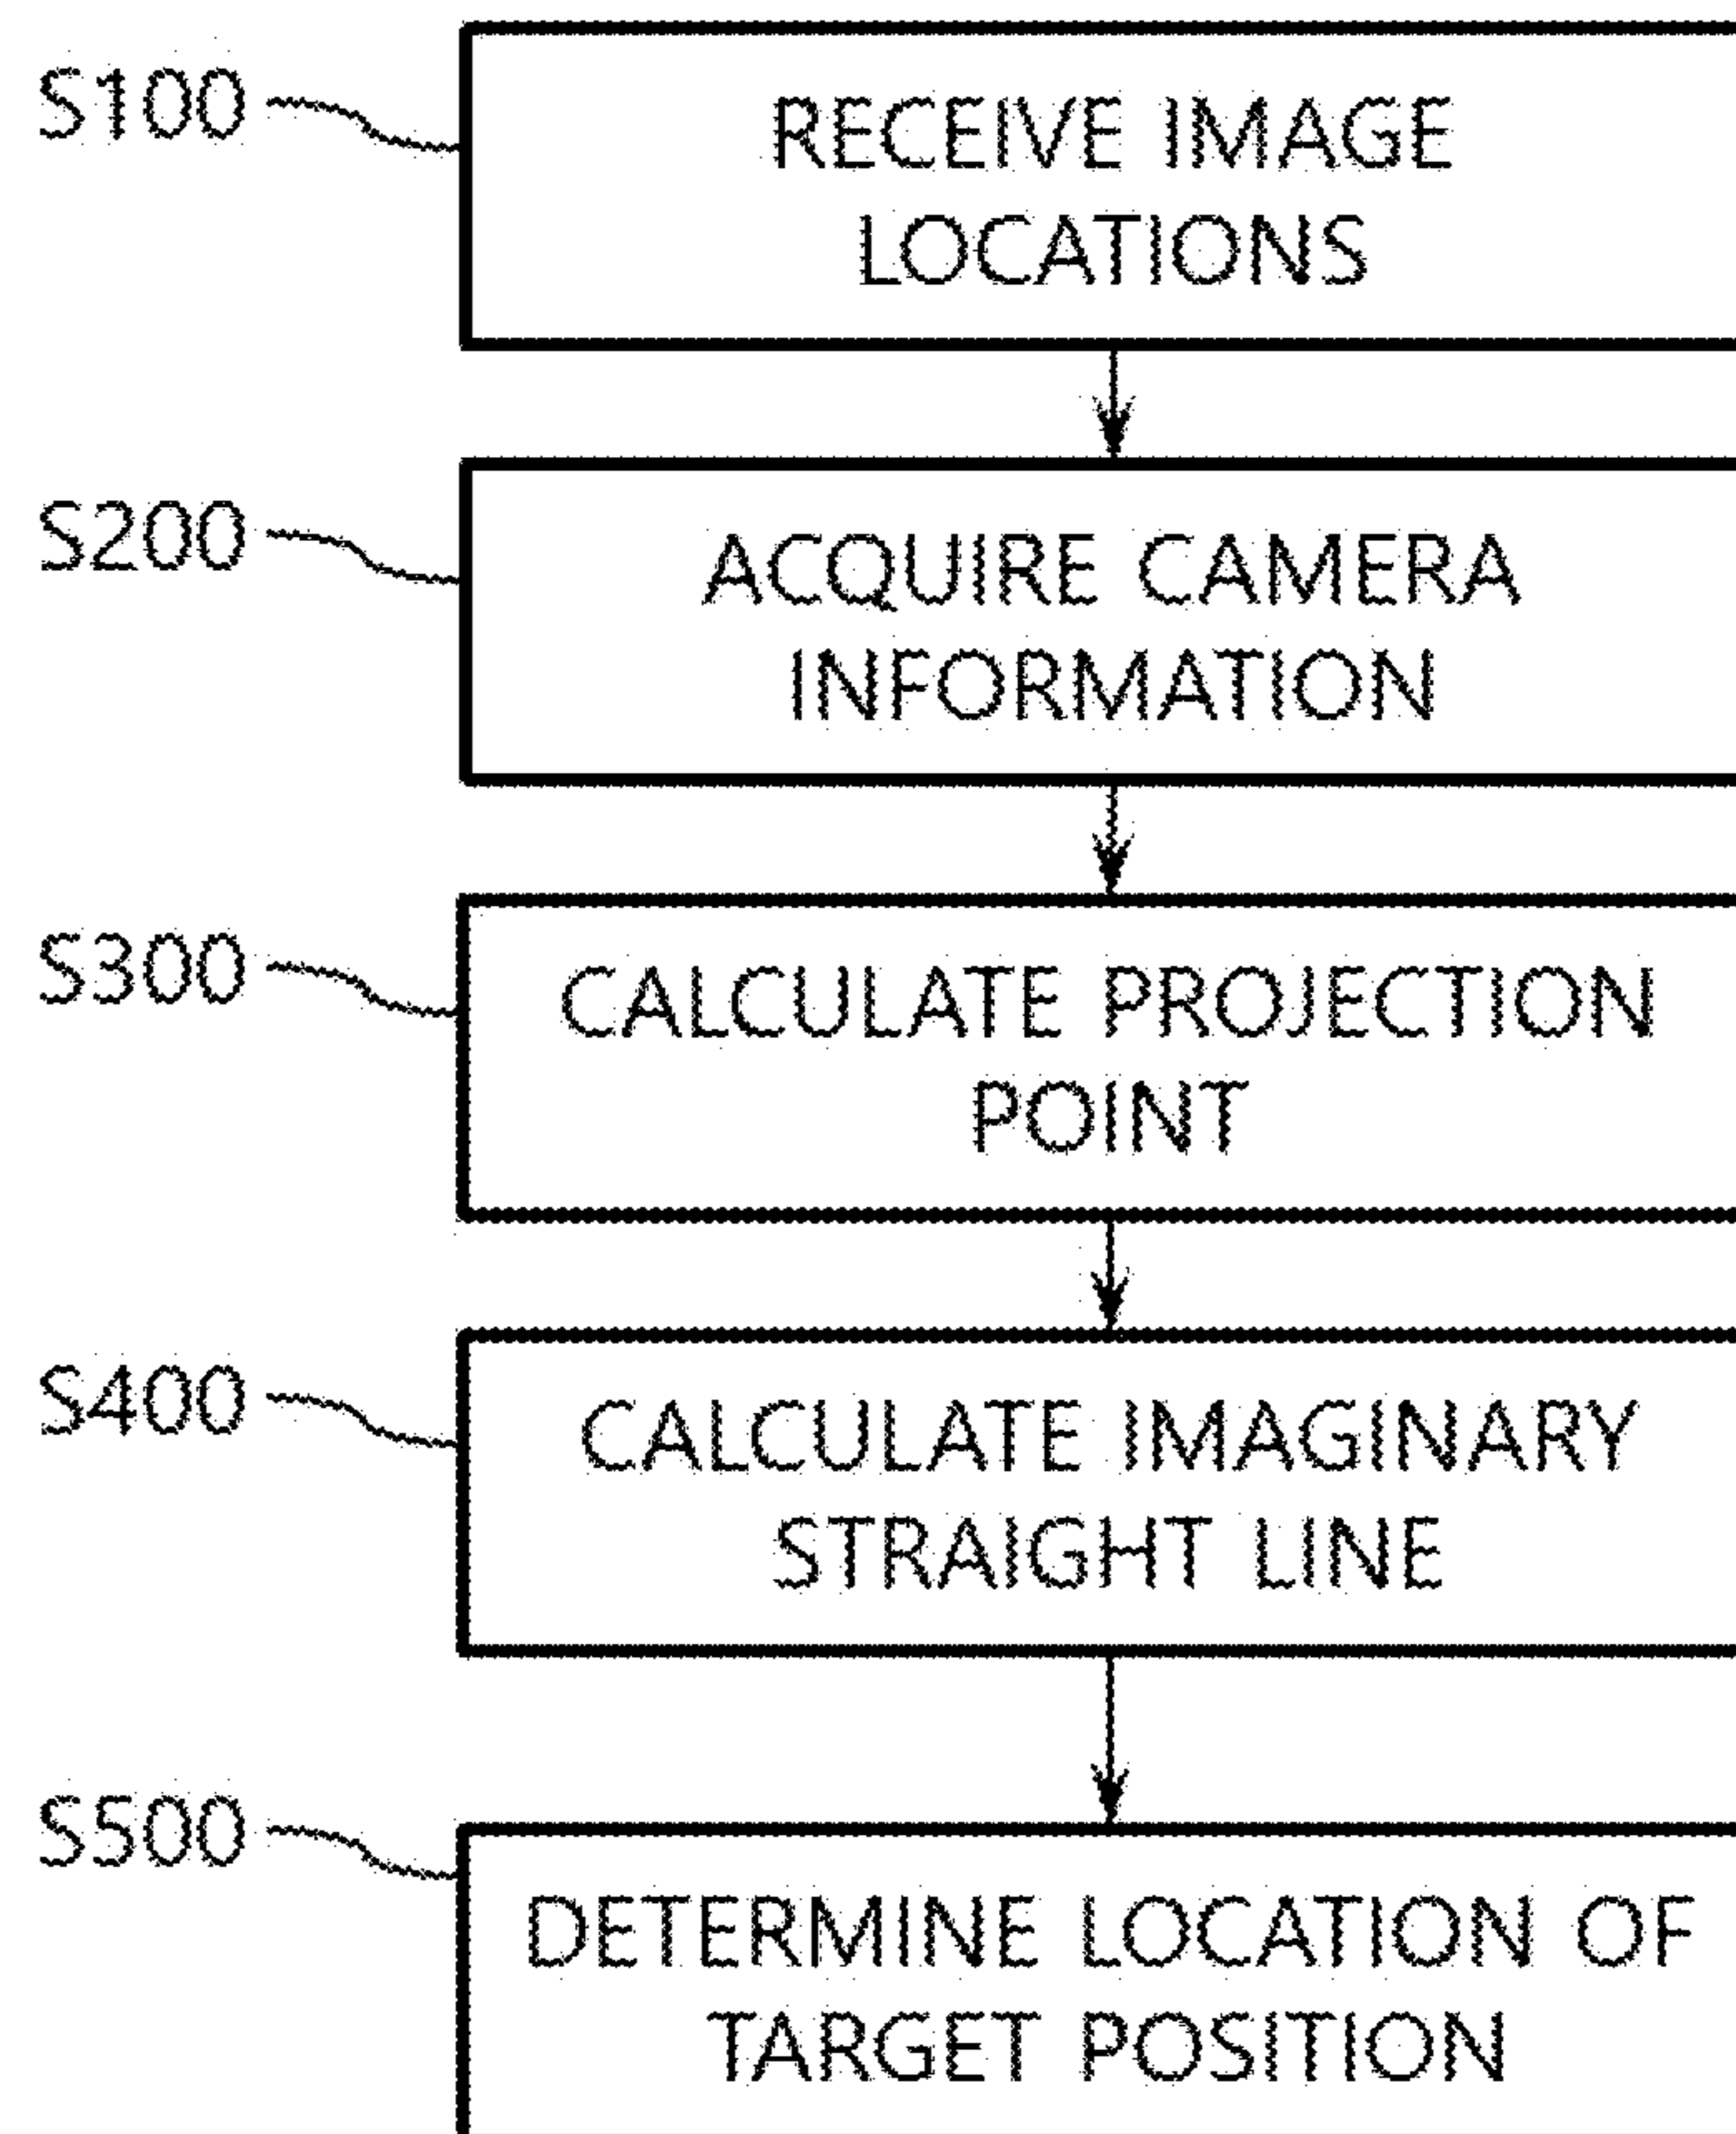 S100
RECEIVE IMAGE
LOCATIONS
S200
ACQUIRE CAMERA
INFORMATION
S300
CALCULATE PROJECTION
POINT
S400
CALCULATE IMAGINARY
STRAIGHT LINE
S500
DETERMINE LOCATION OF
TARGET POSITION